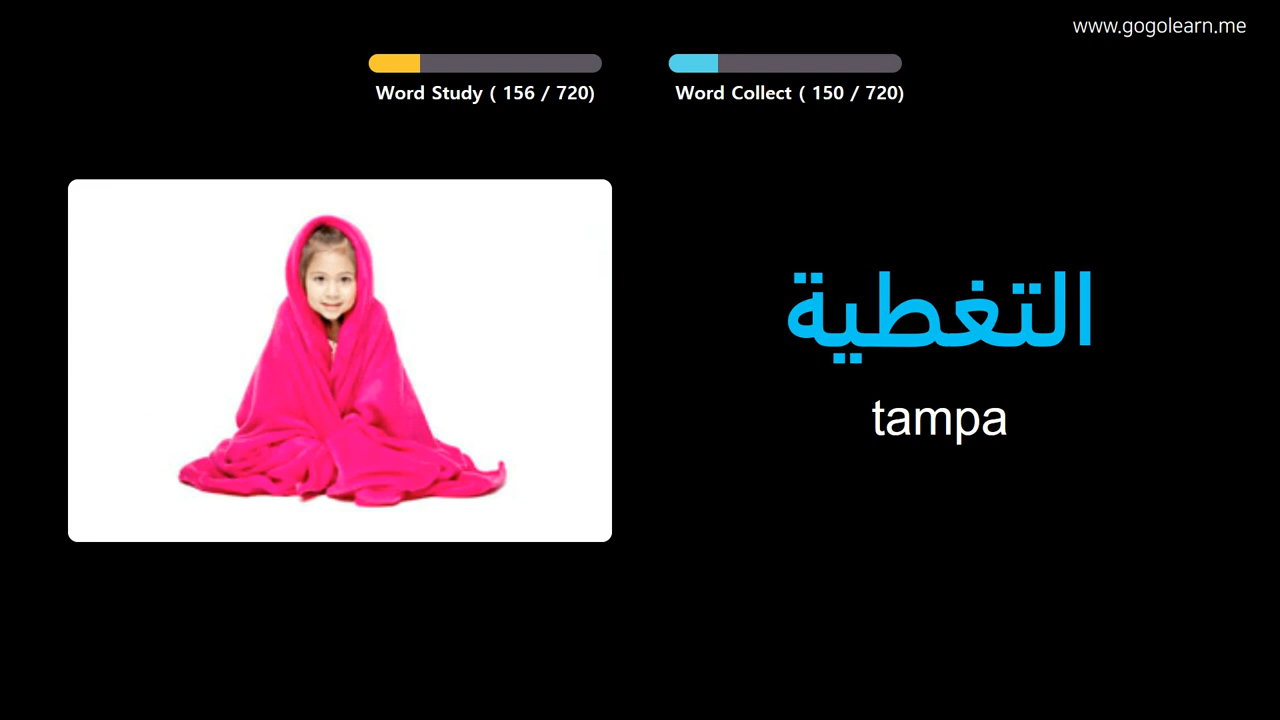 www.gogolearn.me
Word Study ( 156 / 720)
Word Collect ( 150 / 720)
التغطية
tampa